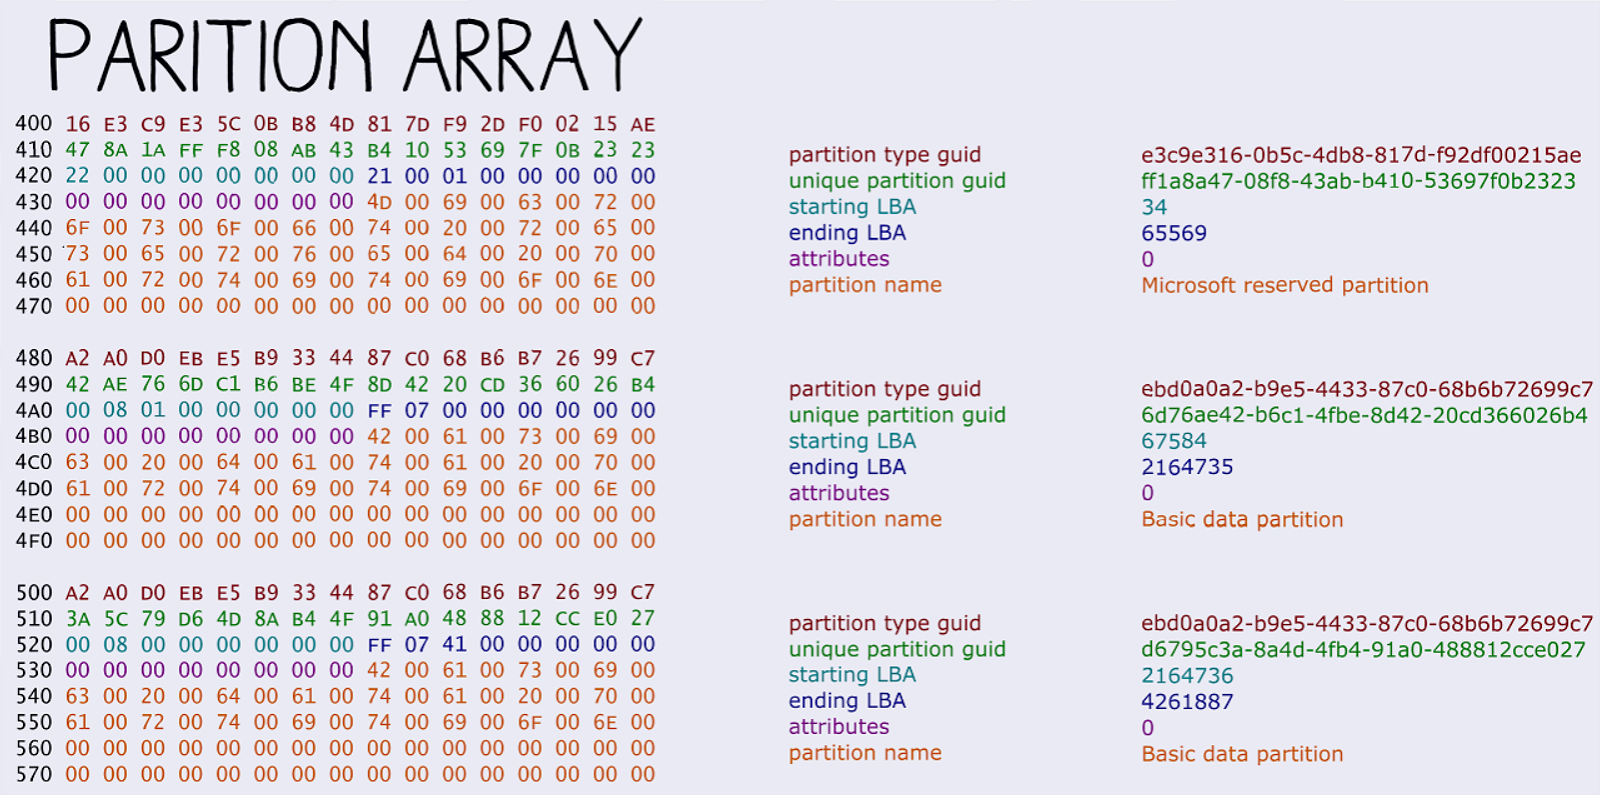 PARITION ARRAY
400 16 E3 C9 E3 5C 0B B8 4D 81 7D F9 2D F0 02 15 AE
410 47 8A 1A FF F8 08 AB 43 B4 10 53 69 7F 0B 23 23
420 22 00 00 00 00 00 00 00 21 00 01 00 00 00 00 00
430 00 00 00 00 00 00 00 00 4D 00 69 00 63 00 72 00
440 6F 00 73 00 6F 00 66 00 74 00 20 00 72 00 65 00
450 73 00 65 00 72 00 76 00 65 00 64 00 20 00 70 00
460 61 00 72 00 74 00 69 00 74 00 69 00 6F 00 6E 00
470 00 00 00 00 00 00 00 00 00 00 00 00 00 00 00 00
partition type guid e3c9e316-0b5c-4db8-817d-f92df00215ae
unique partition guid ff1a8a47-08f8-43ab-b410-53697f0b2323
starting LBA 34
ending LBA 65569
attributes 0
partition name Microsoft reserved partition
480 A2 A0 D0 EB E5 B9 33 44 87 C0 68 B6 B7 26 99 C7
490 42 AE 76 6D C1 B6 BE 4F 8D 42 20 CD 36 60 26 B4
4A0 00 08 01 00 00 00 00 00 FF 07 00 00 00 00 00 00
4B0 00 00 00 00 00 00 00 00 42 00 61 00 73 00 69 00
4C0 63 00 20 00 64 00 61 00 74 00 61 00 20 00 70 00
4D0 61 00 72 00 74 00 69 00 74 00 69 00 6F 00 6E 00
4E0 00 00 00 00 00 00 00 00 00 00 00 00 00 00 00 00
4F0 00 00 00 00 00 00 00 00 00 00 00 00 00 00 00 00
partition type guid ebd0a0a2-b9e5-4433-87c0-68b6b72699c7
unique partition guid 6d76ae42-b6c1-4fbe-8d42-20cd366026b4
starting LBA 67584
ending LBA 2164735
attributes 0
partition name Basic data partition
500 A2 A0 D0 EB E5 B9 33 44 87 C0 68 B6 B7 26 99 C7
510 3A 5C 79 D6 4D 8A B4 4F 91 A0 48 88 12 CC E0 27
520 00 08 00 00 00 00 00 00 FF 07 41 00 00 00 00 00
530 00 00 00 00 00 00 00 00 42 00 61 00 73 00 69 00
540 63 00 20 00 64 00 61 00 74 00 61 00 20 00 70 00
550 61 00 72 00 74 00 69 00 74 00 69 00 6F 00 6E 00
560 00 00 00 00 00 00 00 00 00 00 00 00 00 00 00 00
570 00 00 00 00 00 00 00 00 00 00 00 00 00 00 00 00
partition type guid ebd0a0a2-b9e5-4433-87c0-68b6b72699c7
unique partition guid d6795c3a-8a4d-4fb4-91a0-488812cce027
starting LBA 2164736
ending LBA 4261887
attributes 0
partition name Basic data partition